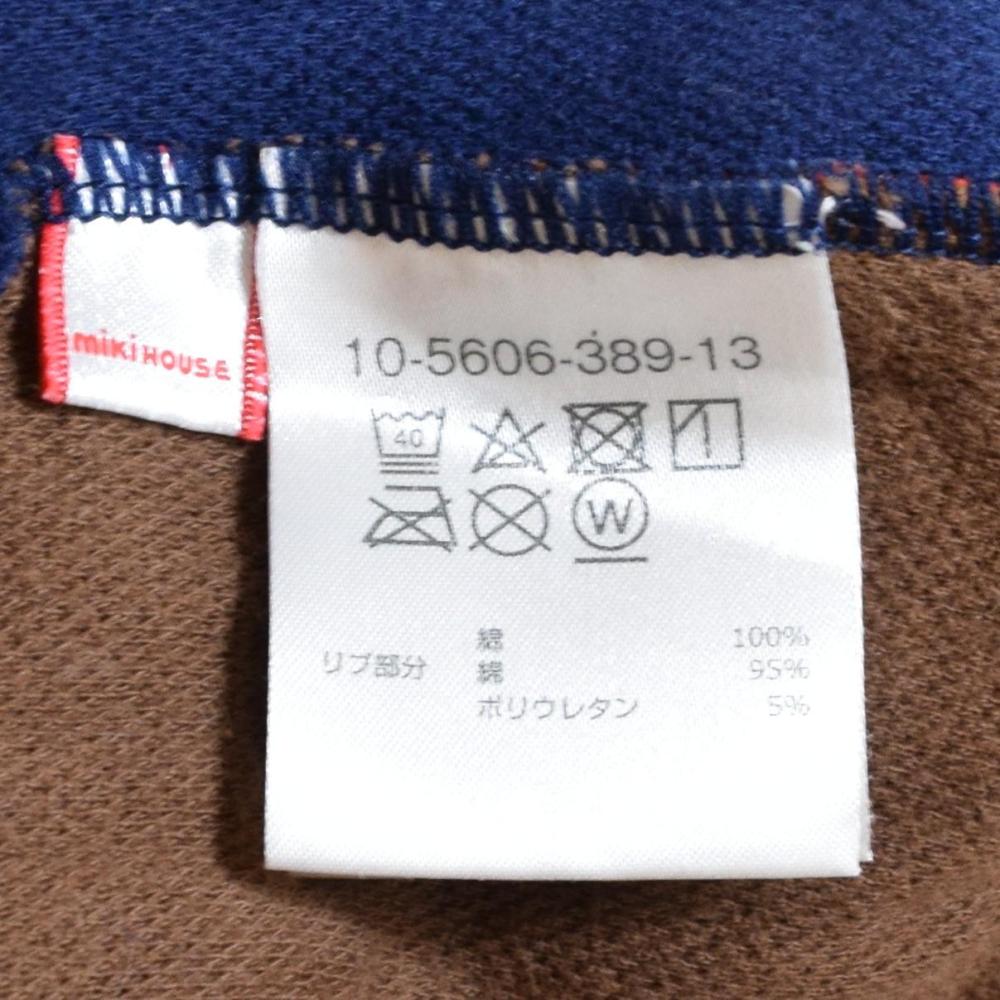 miki HOUSE
10-5606-389-13
40
W
綿 100%
リブ部分 綿 95%
ポリウレタン 5%